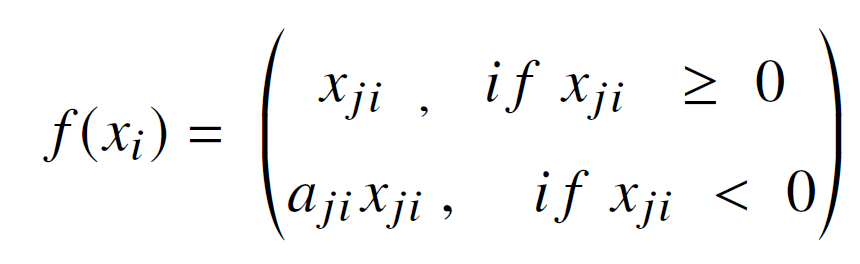 f(x_i) = ( x_{ji} , if x_{ji} ≥ 0
a_{ji}x_{ji} , if x_{ji} < 0 )